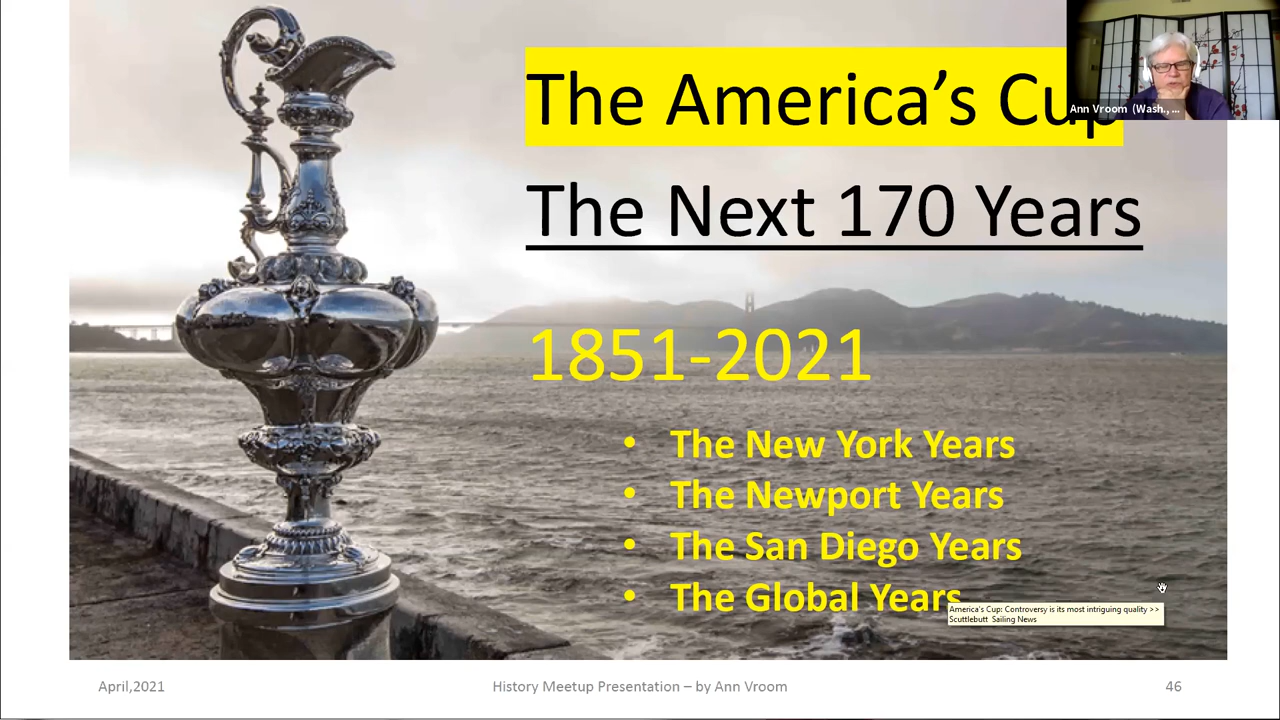 The America's Cup
Ann Vroom (Wash., ...
The Next 170 Years
1851-2021
• The New York Years
• The Newport Years
• The San Diego Years
• The Global Years
America's Cup: Controversy is its most intriguing quality >>
Scuttlebutt Sailing News
April,2021
History Meetup Presentation – by Ann Vroom
46